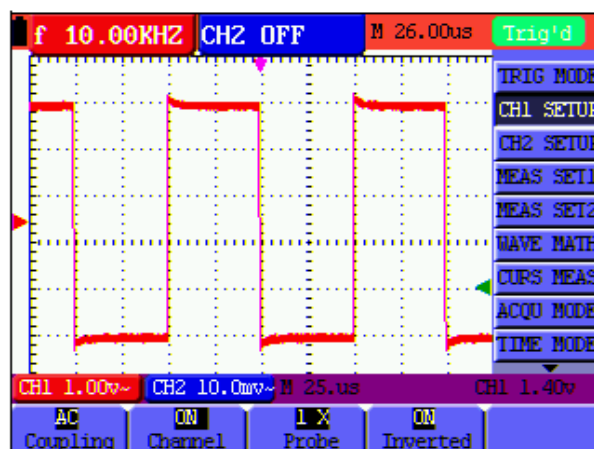 f 10.00KHZ CH2 OFF M 26.00us Trig'd
TRIG MODE
CH1 SETUP
CH2 SETUP
MEAS SET1
MEAS SET2
WAVE MATH
CURS MEAS
ACQU MODE
TIME MODE
CH1 1.00v~ CH2 10.0mv~ M 25.us CH1 1.40v
AC ON 1 X ON
Coupling Channel Probe Inverted